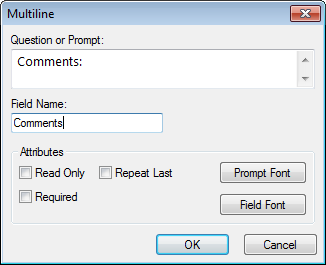 Multiline
Question or Prompt:
Comments:
Field Name:
Comments
Attributes
Read Only Repeat Last Prompt Font
Required Field Font
OK Cancel